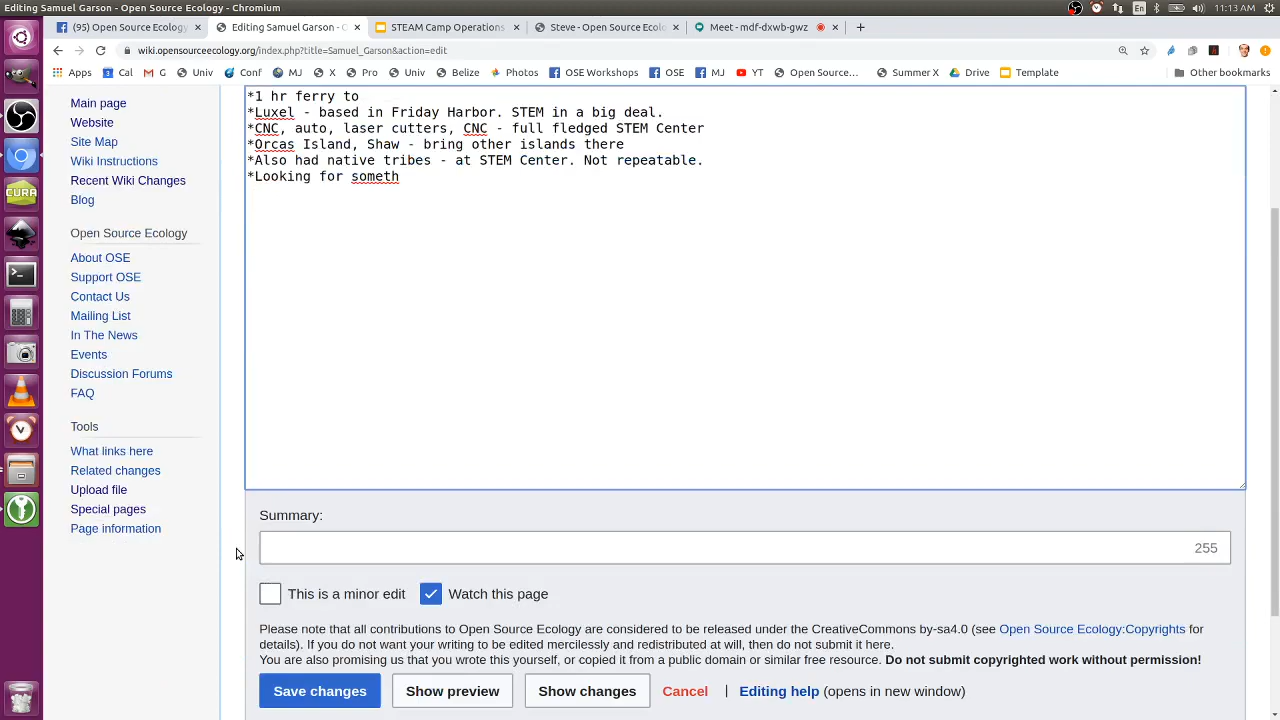 Editing Samuel Garson - Open Source Ecology - Chromium
En
11:13 AM
(95) Open Source Ecology
Editing Samuel Garson - O
STEAM Camp Operations
Steve - Open Source Ecolo
Meet - mdf-dxwb-gwz
wiki.opensourceecology.org/index.php?title=Samuel_Garson&action=edit
Apps
Cal
G
Univ
Conf
MJ
X
Pro
Univ
Belize
Photos
OSE Workshops
OSE
MJ
YT
Open Source…
Summer X
Drive
Template
Other bookmarks
Main page
Website
Site Map
Wiki Instructions
Recent Wiki Changes
Blog
Open Source Ecology
About OSE
Support OSE
Contact Us
Mailing List
In The News
Events
Discussion Forums
FAQ
Tools
What links here
Related changes
Upload file
Special pages
Page information
*1 hr ferry to
*Luxel - based in Friday Harbor. STEM in a big deal.
*CNC, auto, laser cutters, CNC - full fledged STEM Center
*Orcas Island, Shaw - bring other islands there
*Also had native tribes - at STEM Center. Not repeatable.
*Looking for someth
Summary:
255
This is a minor edit
Watch this page
Please note that all contributions to Open Source Ecology are considered to be released under the CreativeCommons by-sa4.0 (see Open Source Ecology:Copyrights for
details). If you do not want your writing to be edited mercilessly and redistributed at will, then do not submit it here.
You are also promising us that you wrote this yourself, or copied it from a public domain or similar free resource. Do not submit copyrighted work without permission!
Save changes
Show preview
Show changes
Cancel
|
Editing help (opens in new window)
CURA